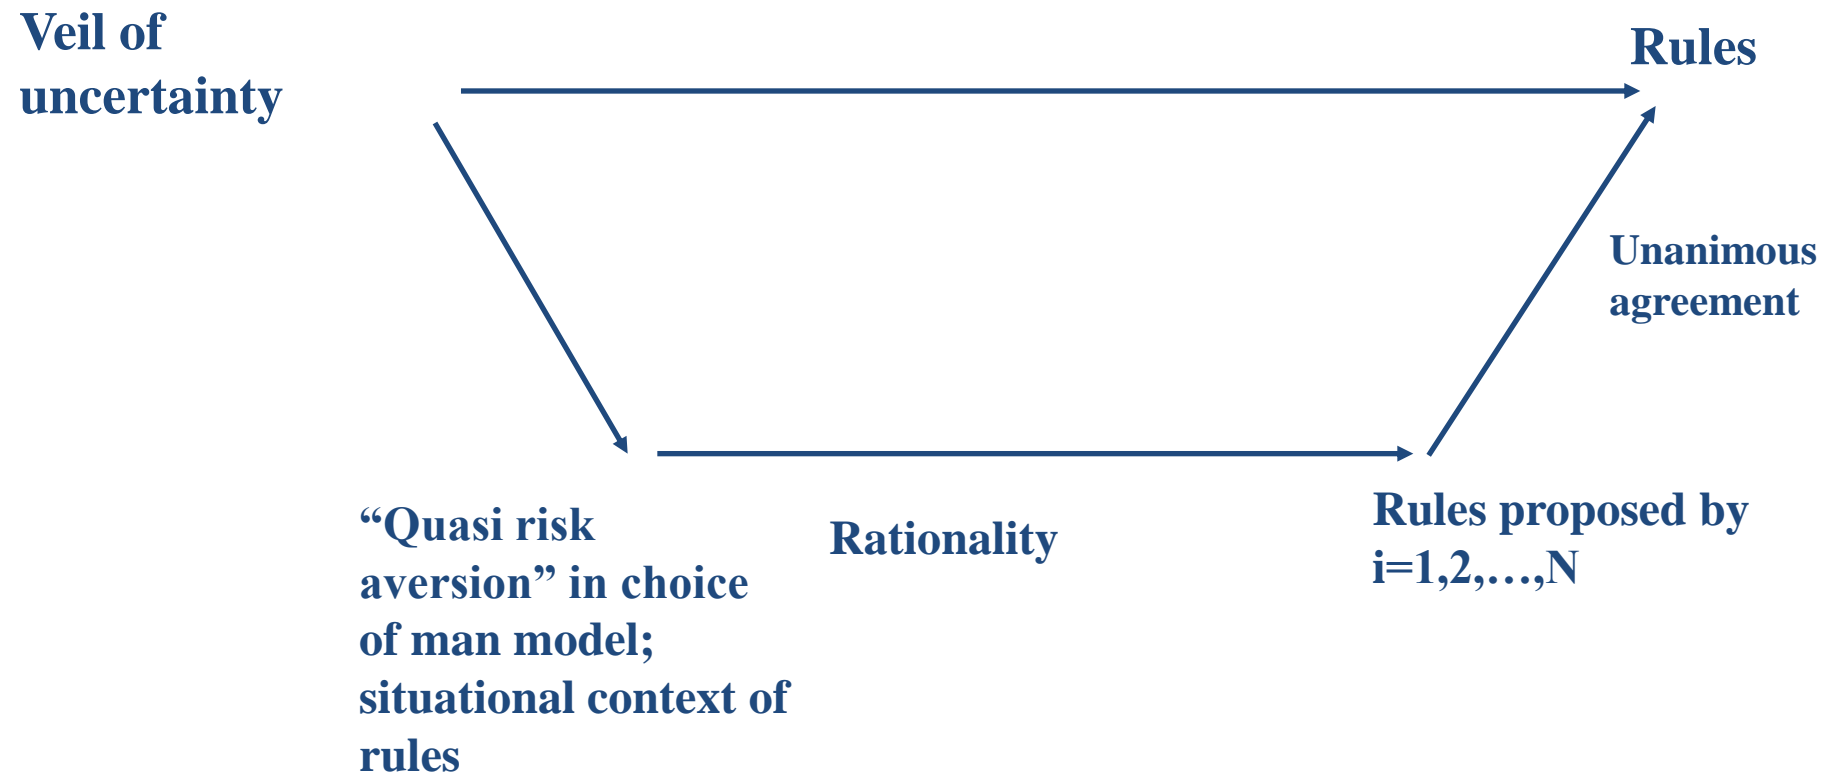 Veil of
uncertainty
Rules
Unanimous
agreement
“Quasi risk
aversion” in choice
of man model;
situational context of
rules
Rationality
Rules proposed by
i=1,2,…,N